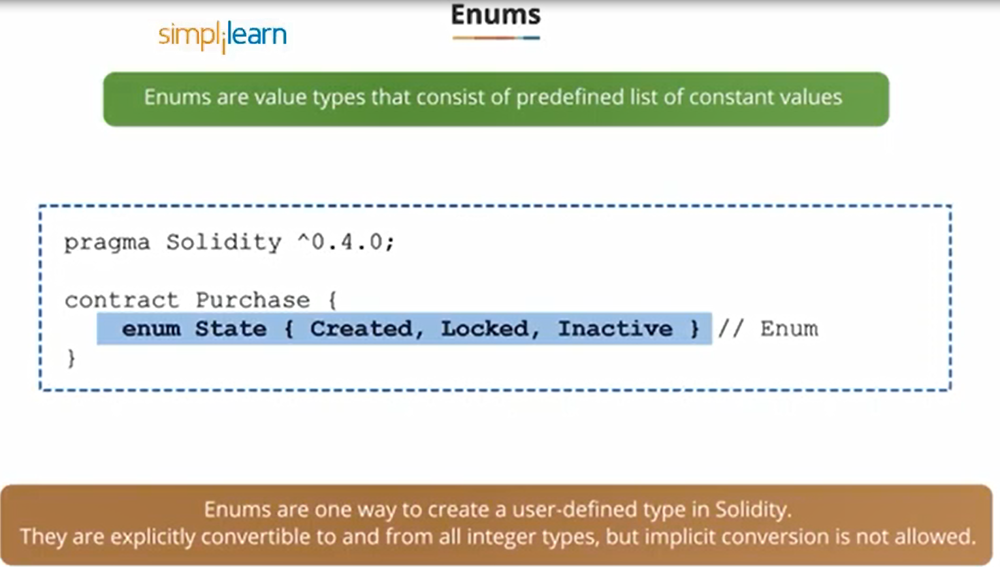 Enums
simplilearn
Enums are value types that consist of predefined list of constant values
pragma Solidity ^0.4.0;
contract Purchase {
enum State { Created, Locked, Inactive } // Enum
}
Enums are one way to create a user-defined type in Solidity.
They are explicitly convertible to and from all integer types, but implicit conversion is not allowed.